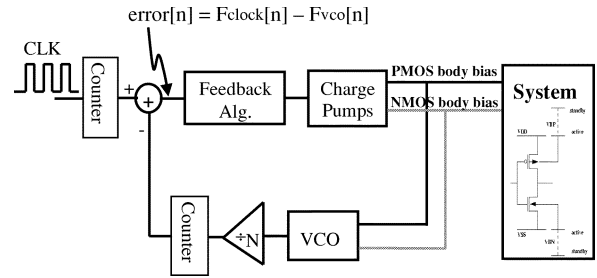 error[n] = Fclock[n] – Fvco[n]
CLK
Counter
+
+
-
Feedback
Alg.
Charge
Pumps
PMOS body bias
NMOS body bias
System
standby
VBP
VDD
active
VSS
active
VBN
standby
Counter
÷N
VCO